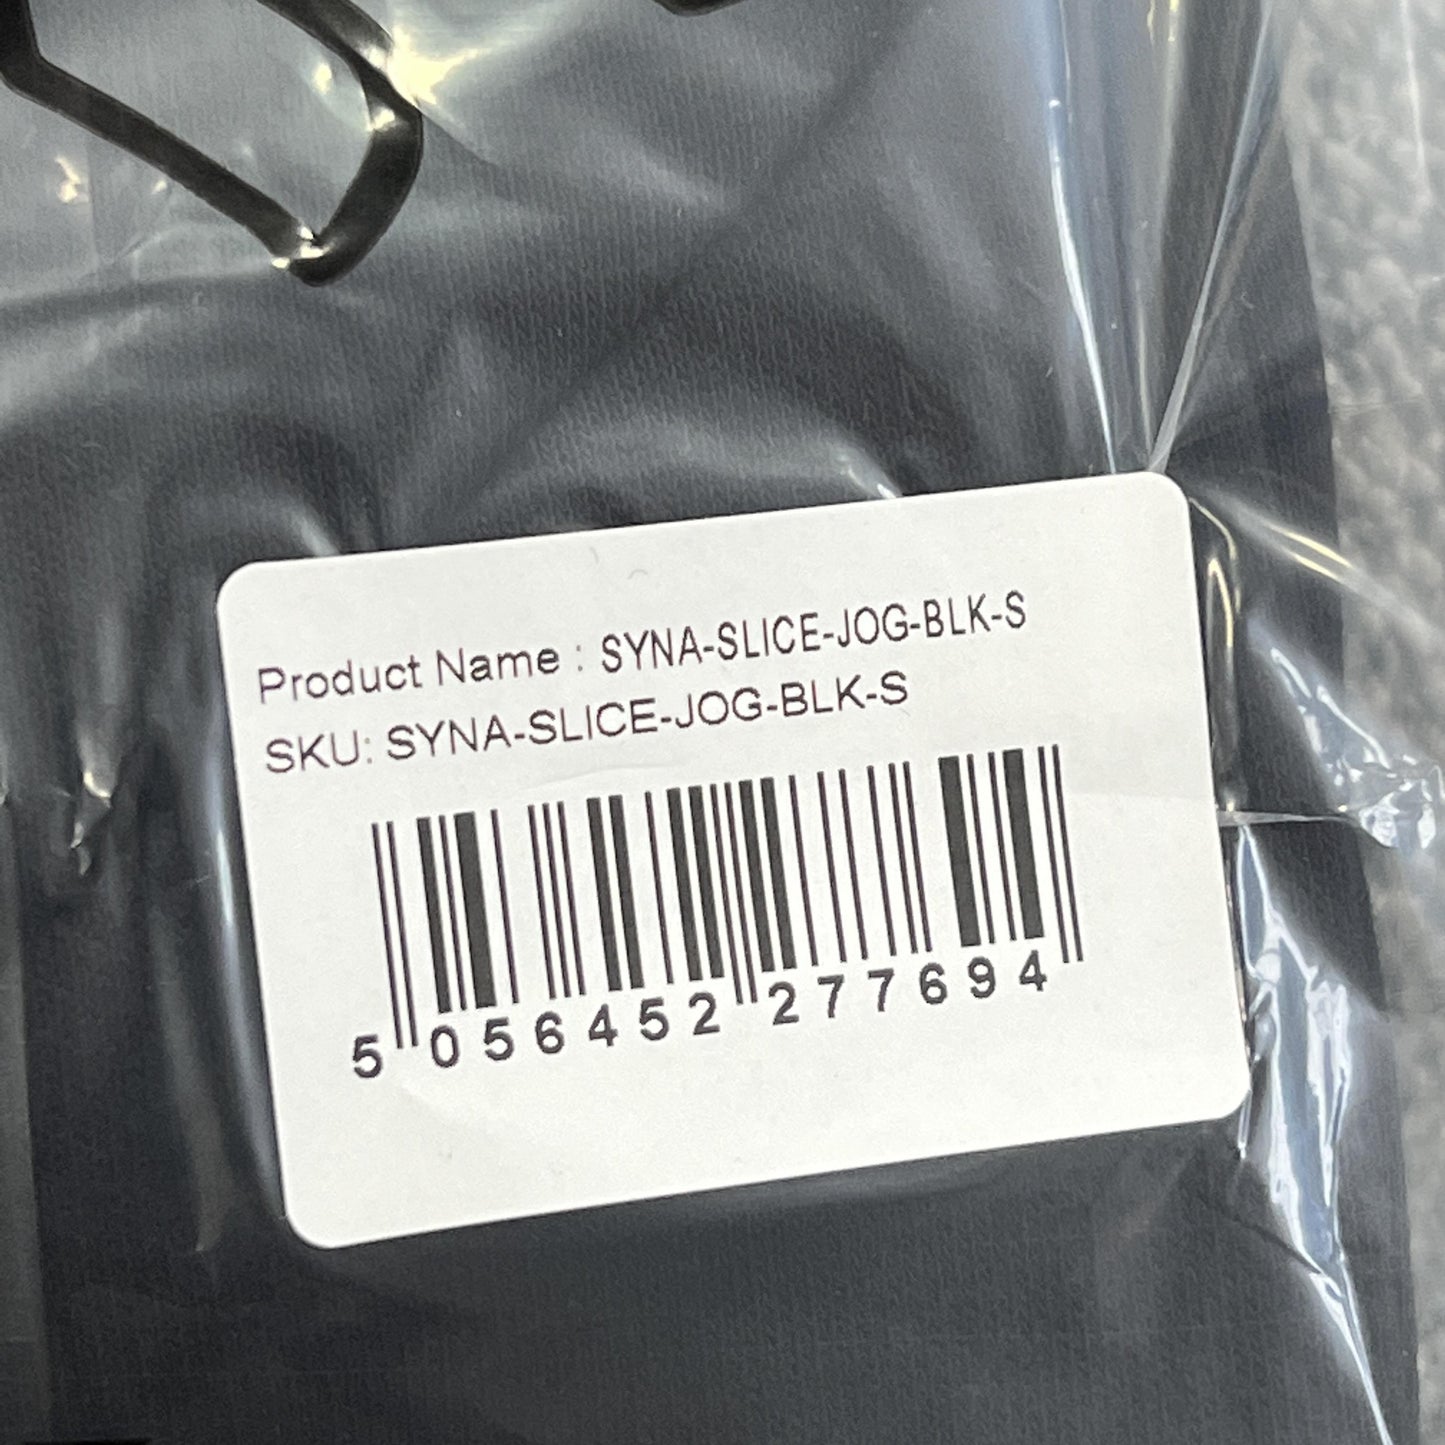 Product Name : SYNA-SLICE-JOG-BLK-S
SKU: SYNA-SLICE-JOG-BLK-S
5 056452 277694